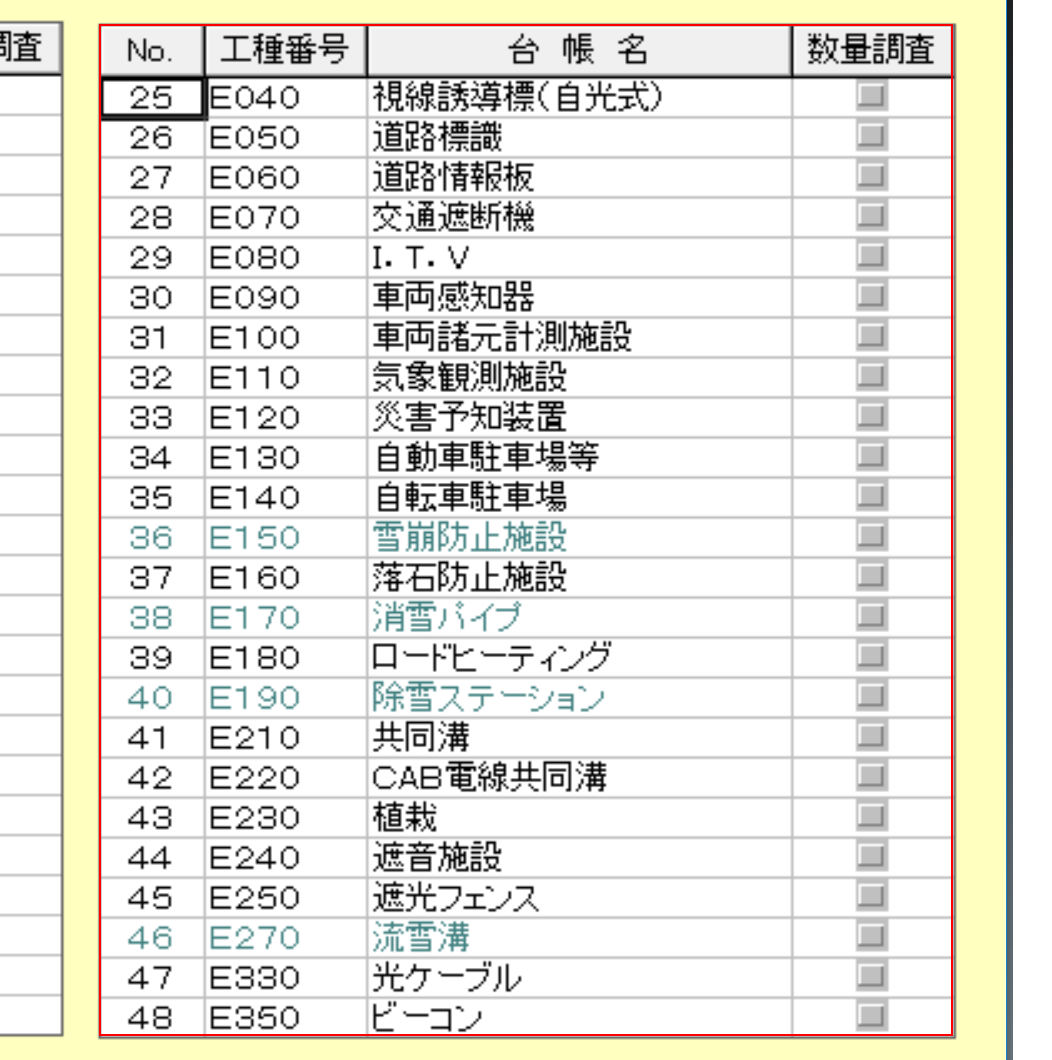 調査
No. 工種番号 台帳名 数量調査
25 E040 視線誘導標(自光式)
26 E050 道路標識
27 E060 道路情報板
28 E070 交通遮断機
29 E080 I.T.V
30 E090 車両感知器
31 E100 車両諸元計測施設
32 E110 気象観測施設
33 E120 災害予知装置
34 E130 自動車駐車場等
35 E140 自転車駐車場
36 E150 雪崩防止施設
37 E160 落石防止施設
38 E170 消雪パイプ
39 E180 ロードヒーティング
40 E190 除雪ステーション
41 E210 共同溝
42 E220 CAB電線共同溝
43 E230 植栽
44 E240 遮音施設
45 E250 遮光フェンス
46 E270 流雪溝
47 E330 光ケーブル
48 E350 ビーコン